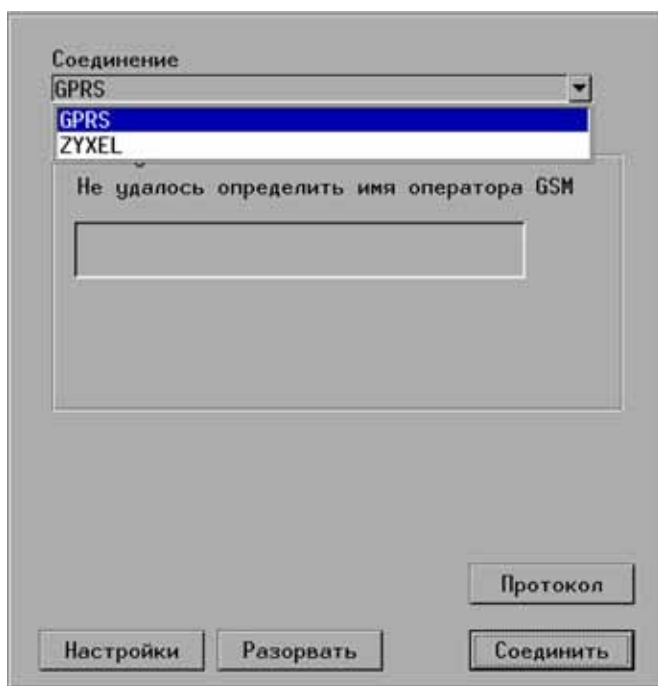 Соединение
GPRS
GPRS
ZYXEL
Не удалось определить имя оператора GSM
Протокол
Настройки
Разорвать
Соединить